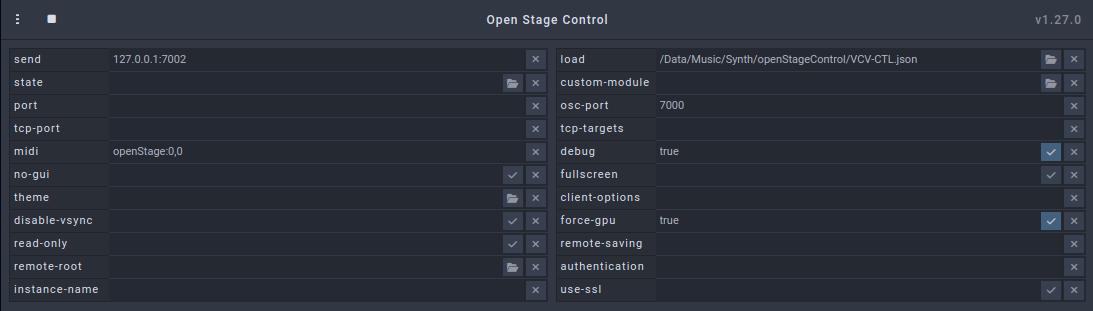 Open Stage Control v1.27.0
send 127.0.0.1:7002 load /Data/Music/Synth/openStageControl/VCV-CTL.json
state custom-module
port osc-port 7000
tcp-port tcp-targets
midi openStage:0,0 debug true
no-gui fullscreen
theme client-options
disable-vsync force-gpu true
read-only remote-saving
remote-root authentication
instance-name use-ssl